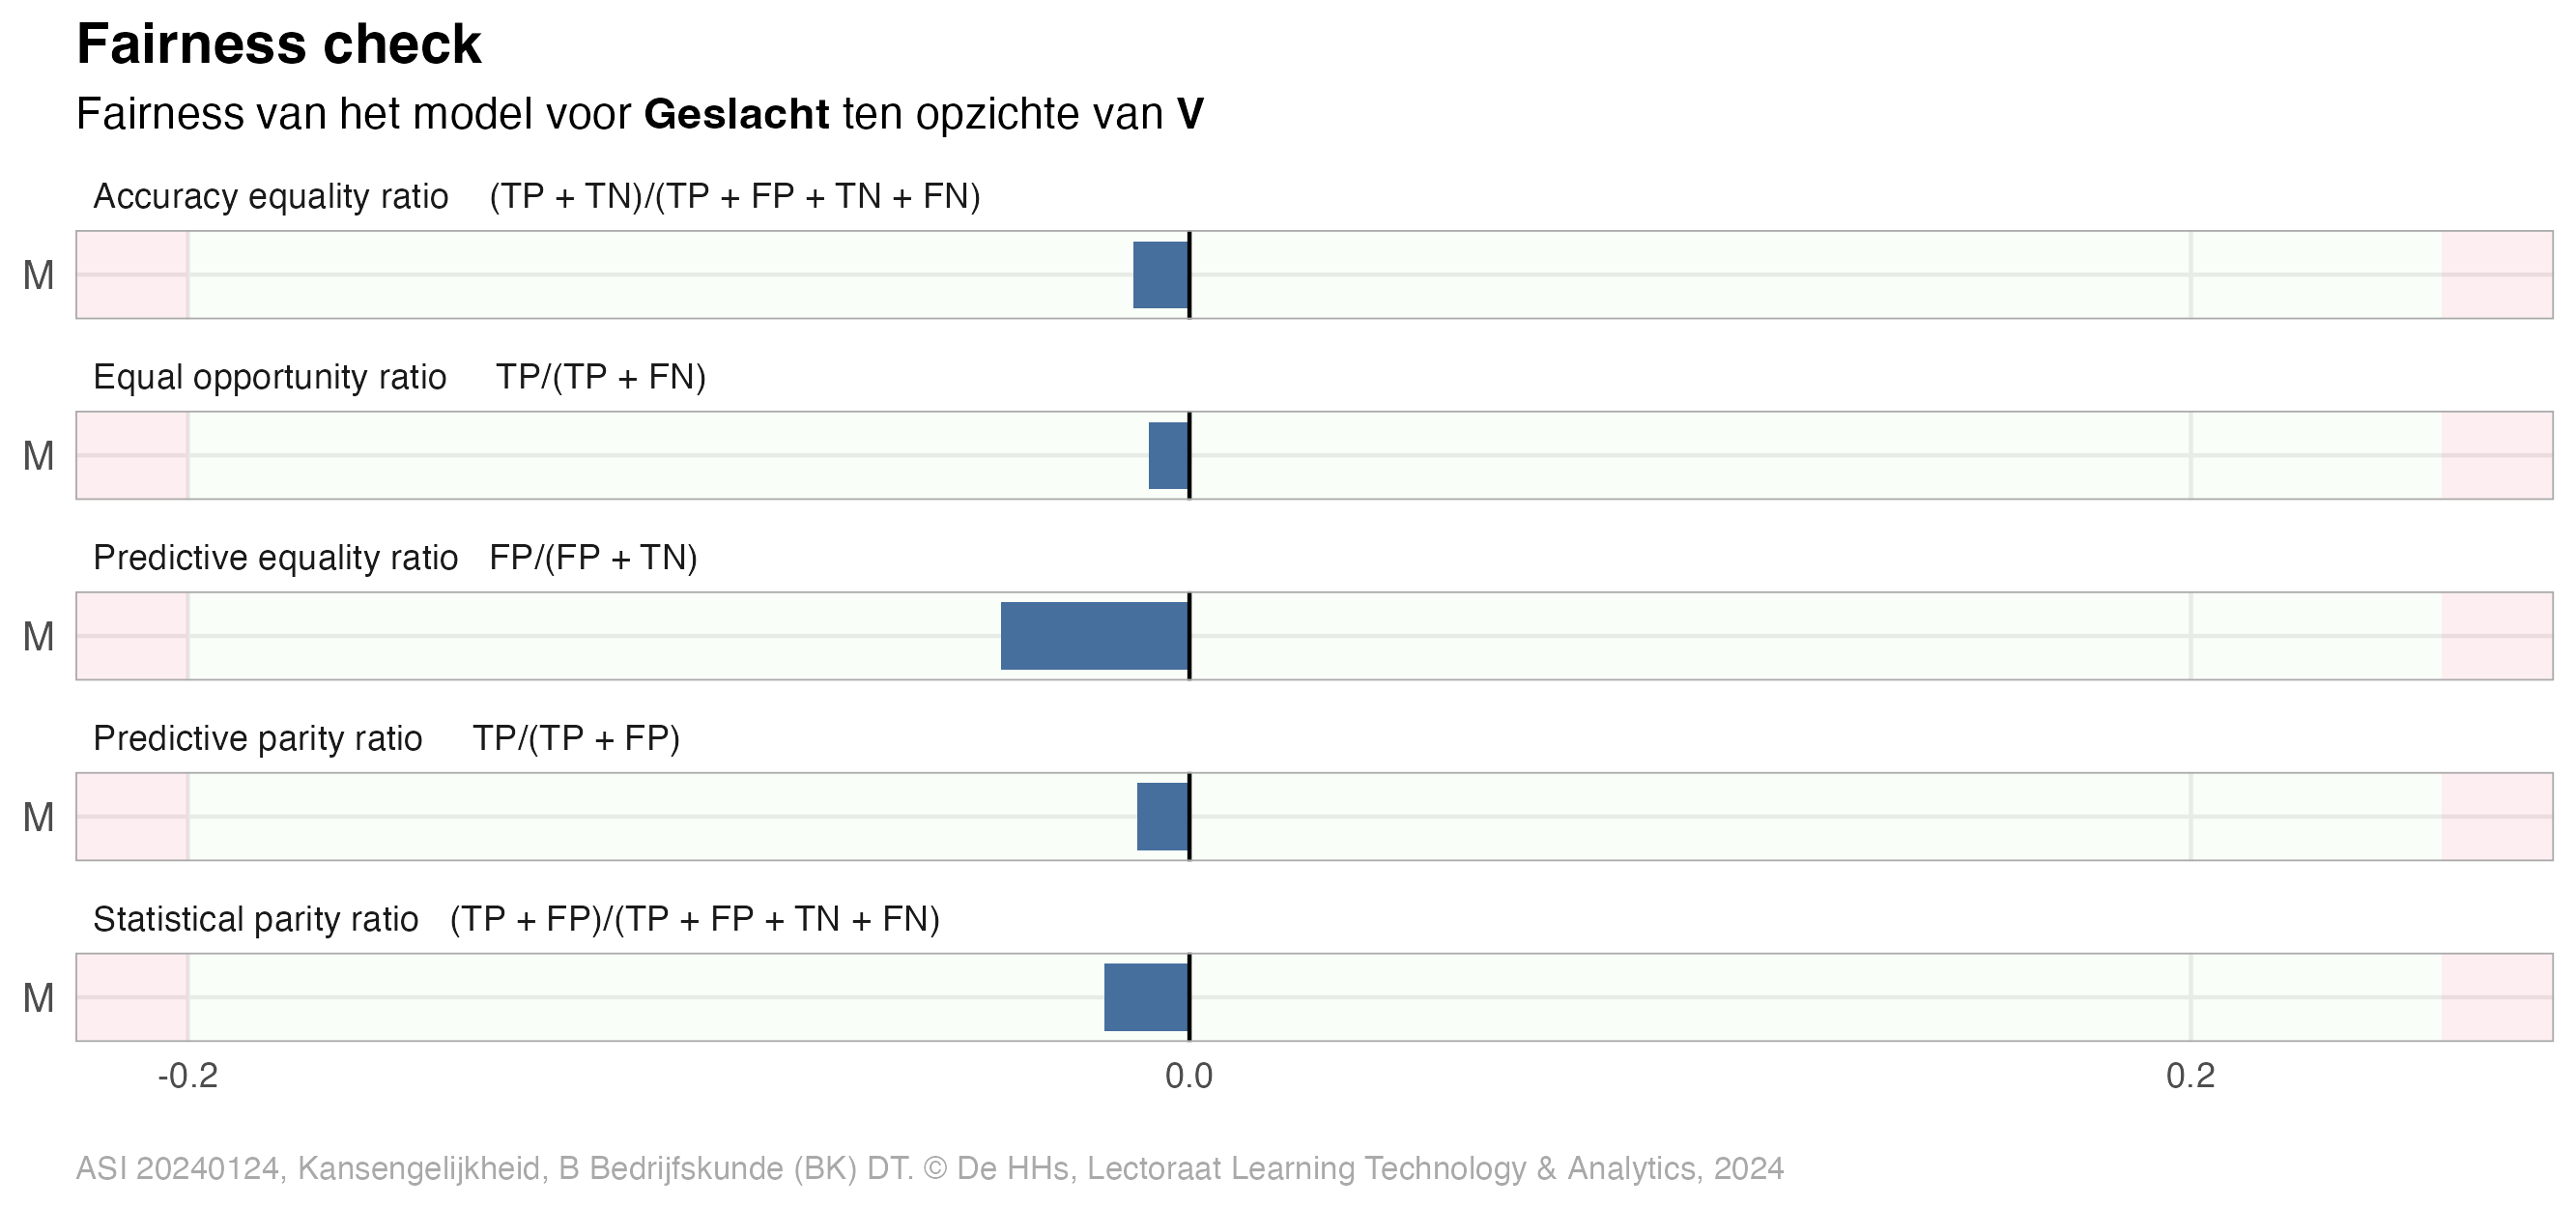 Fairness check
Fairness van het model voor Geslacht ten opzichte van V
Accuracy equality ratio (TP + TN)/(TP + FP + TN + FN)
M
Equal opportunity ratio TP/(TP + FN)
M
Predictive equality ratio FP/(FP + TN)
M
Predictive parity ratio TP/(TP + FP)
M
Statistical parity ratio (TP + FP)/(TP + FP + TN + FN)
M
-0.2 0.0 0.2
ASI 20240124, Kansengelijkheid, B Bedrijfskunde (BK) DT. © De HHs, Lectoraat Learning Technology & Analytics, 2024